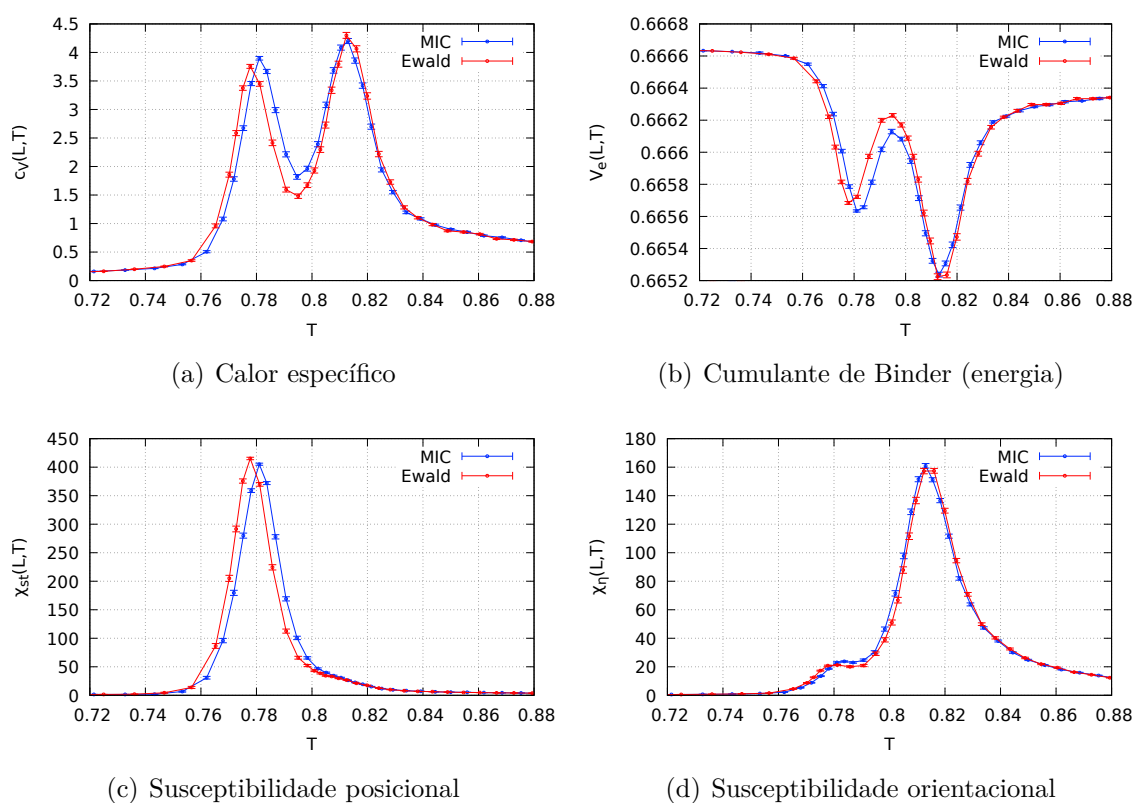 4.5
4
3.5
3
2.5
2
1.5
1
0.5
0
c_V(L,T)
MIC
Ewald
0.72 0.74 0.76 0.78 0.8 0.82 0.84 0.86 0.88
T
(a) Calor específico
0.6668
0.6666
0.6664
0.6662
0.666
0.6658
0.6656
0.6654
0.6652
V_e(L,T)
MIC
Ewald
0.72 0.74 0.76 0.78 0.8 0.82 0.84 0.86 0.88
T
(b) Cumulante de Binder (energia)
450
400
350
300
250
200
150
100
50
0
χ_st(L,T)
MIC
Ewald
0.72 0.74 0.76 0.78 0.8 0.82 0.84 0.86 0.88
T
(c) Susceptibilidade posicional
180
160
140
120
100
80
60
40
20
0
χ_η(L,T)
MIC
Ewald
0.72 0.74 0.76 0.78 0.8 0.82 0.84 0.86 0.88
T
(d) Susceptibilidade orientacional